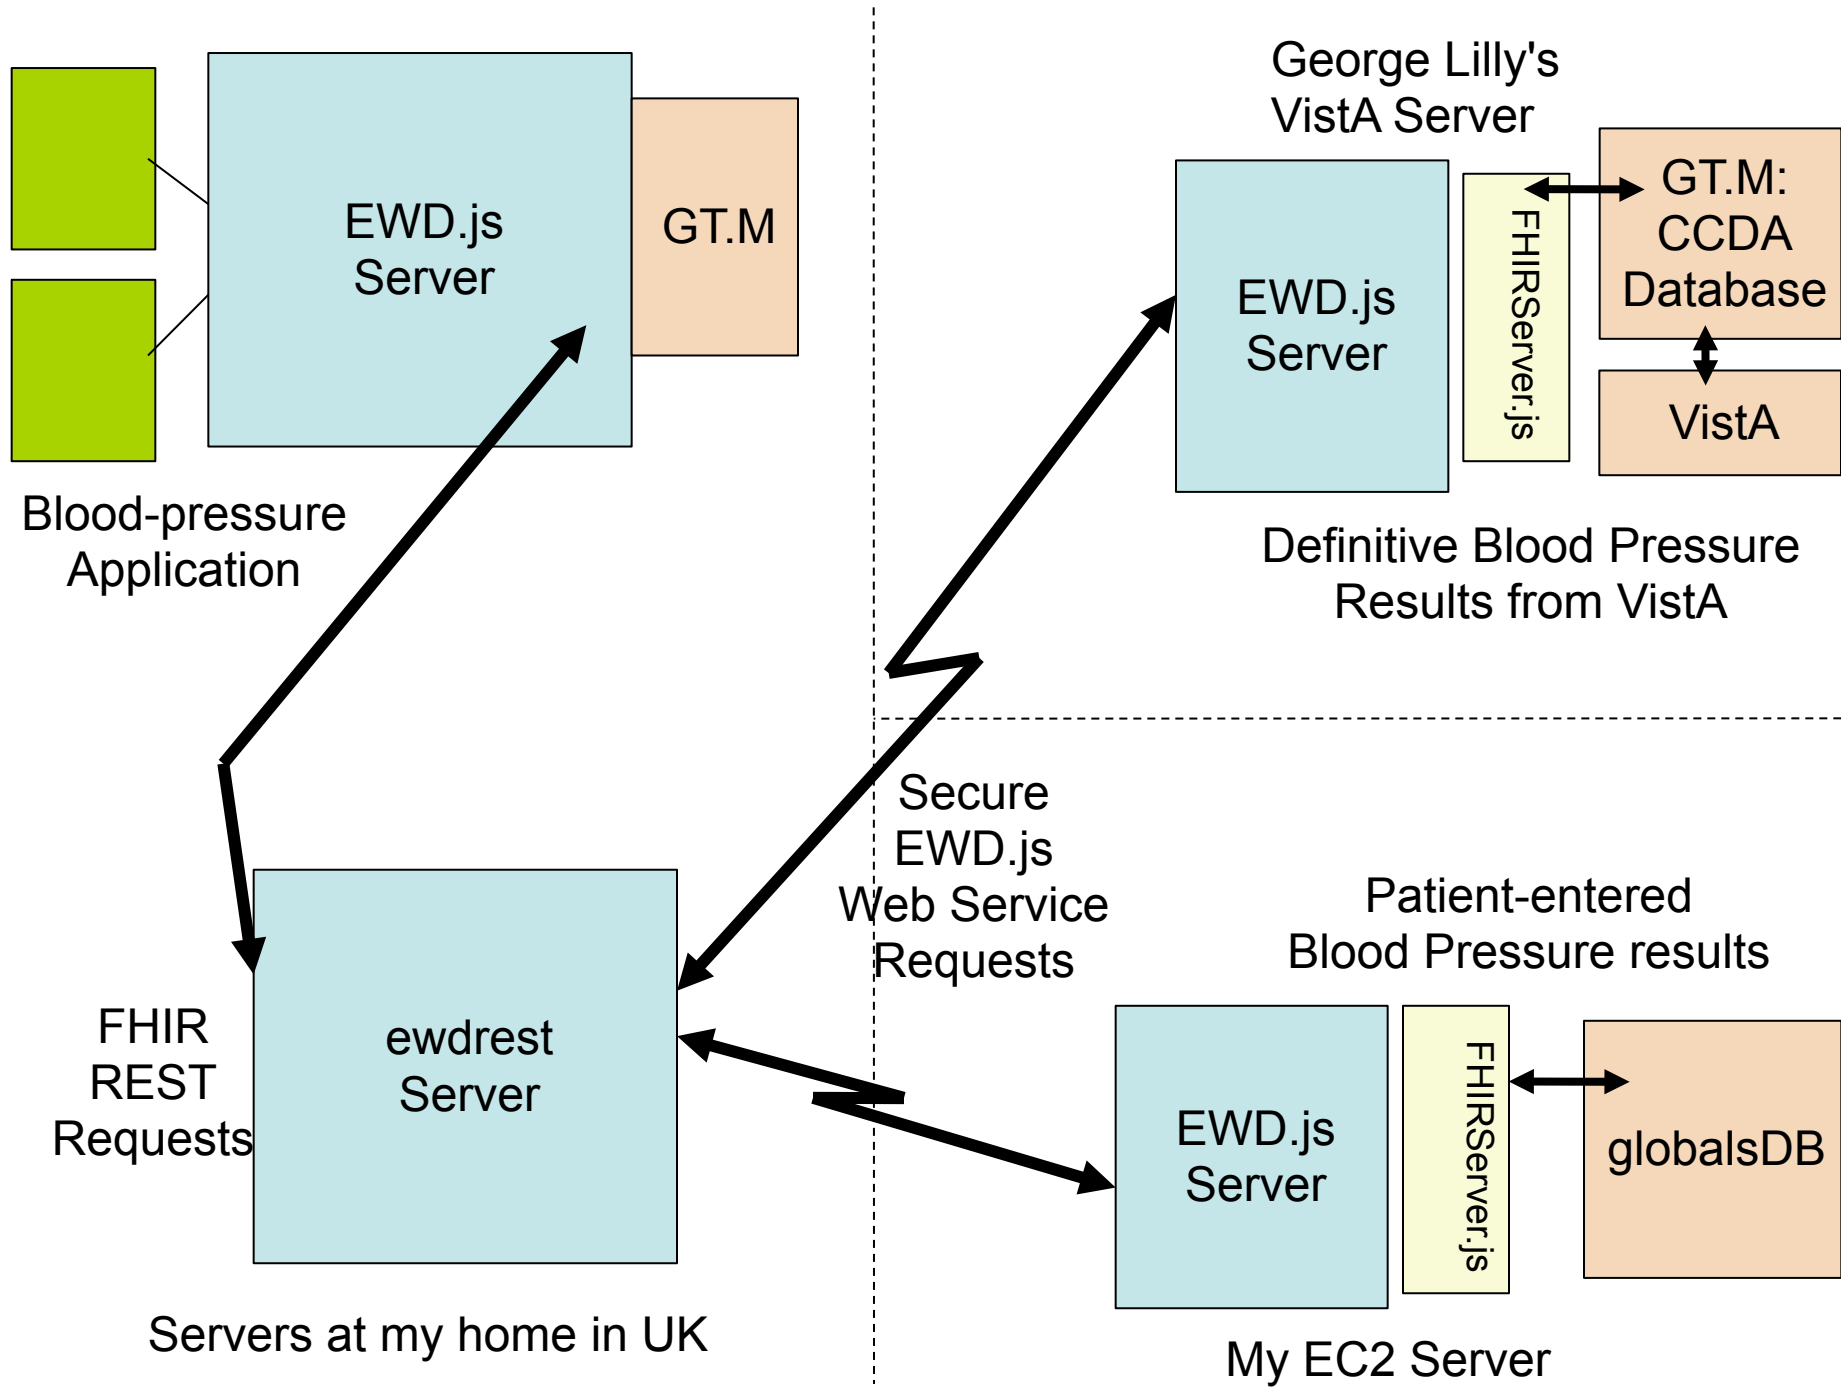 EWD.js
Server
GT.M
Blood-pressure
Application
FHIR
REST
Requests
ewdrest
Server
Servers at my home in UK
George Lilly's
VistA Server
EWD.js
Server
FHIRServer.js
GT.M:
CCDA
Database
VistA
Definitive Blood Pressure
Results from VistA
Secure
EWD.js
Web Service
Requests
Patient-entered
Blood Pressure results
EWD.js
Server
FHIRServer.js
globalsDB
My EC2 Server